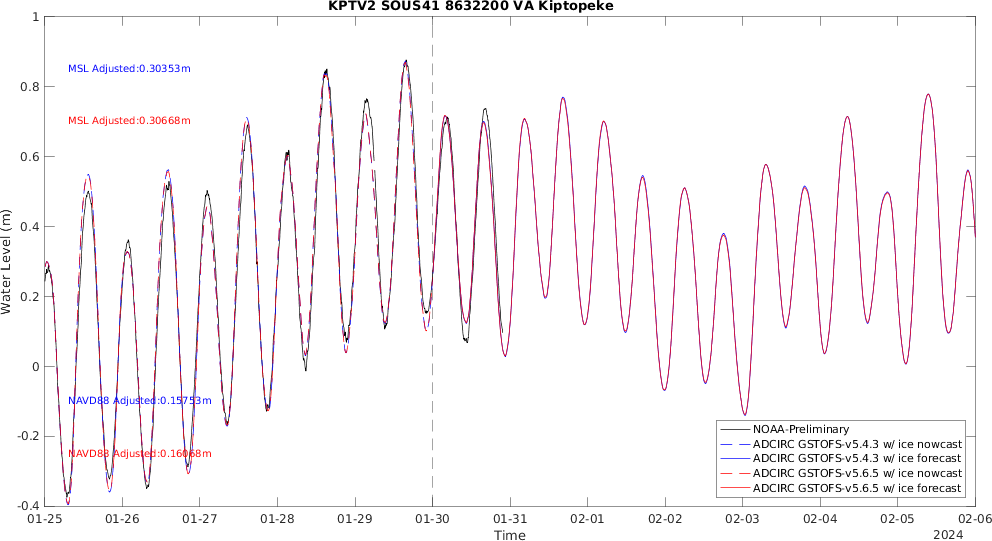 KPTV2 SOUS41 8632200 VA Kiptopeke
1
0.8
0.6
0.4
0.2
0
-0.2
-0.4
Water Level (m)
MSL Adjusted:0.30353m
MSL Adjusted:0.30668m
NAVD88 Adjusted:0.15753m
NAVD88 Adjusted:0.16068m
NOAA-Preliminary
ADCIRC GSTOFS-v5.4.3 w/ ice nowcast
ADCIRC GSTOFS-v5.4.3 w/ ice forecast
ADCIRC GSTOFS-v5.6.5 w/ ice nowcast
ADCIRC GSTOFS-v5.6.5 w/ ice forecast
01-25 01-26 01-27 01-28 01-29 01-30 01-31 02-01 02-02 02-03 02-04 02-05 02-06
Time
2024